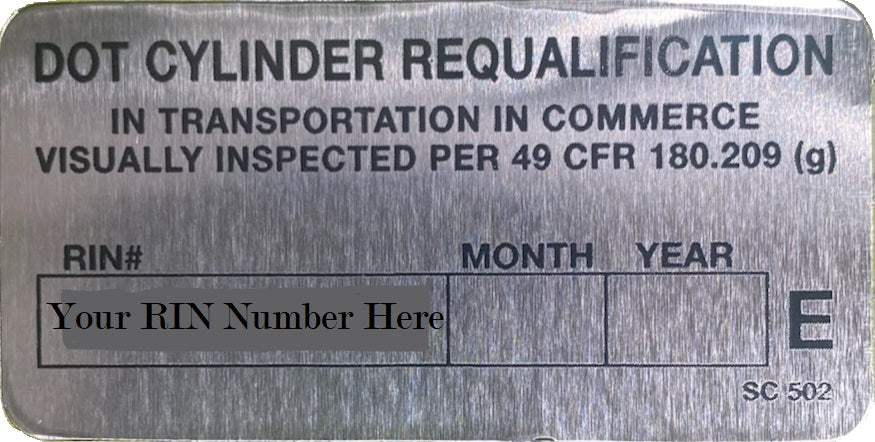 DOT CYLINDER REQUALIFICATION
IN TRANSPORTATION IN COMMERCE
VISUALLY INSPECTED PER 49 CFR 180.209 (g)
RIN# MONTH YEAR
Your RIN Number Here E
SC 502